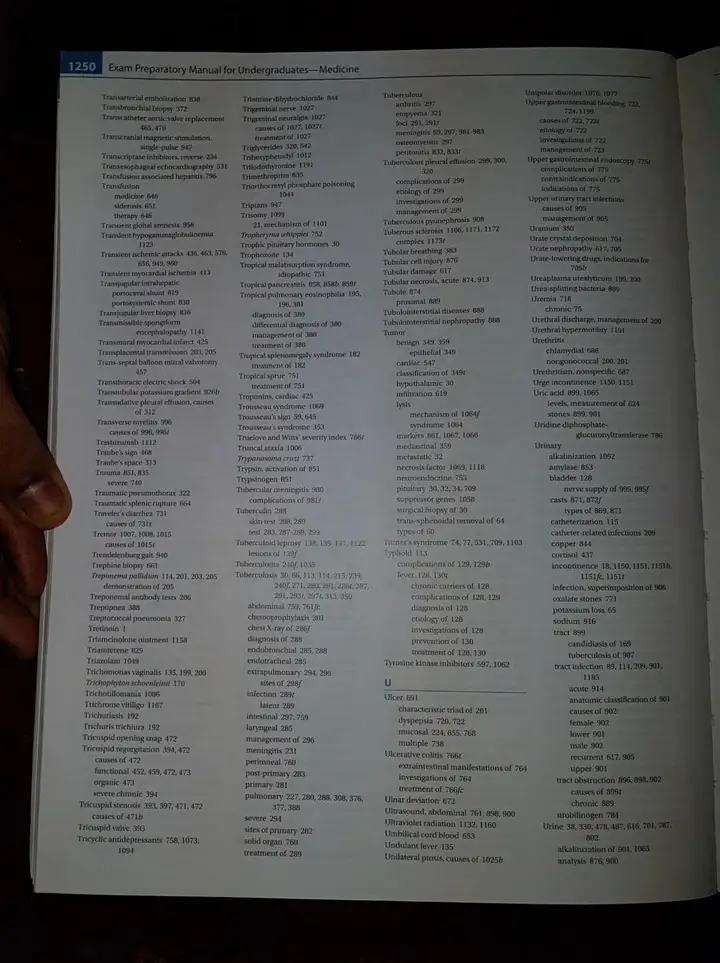 1250 Exam Preparatory Manual for Undergraduates—Medicine
Transarterial embolization 838
Transbronchial biopsy 372
Transcatheter aortic valve replacement
465, 470
Transcranial magnetic stimulation,
single-pulse 947
Transcriptase inhibitors, reverse 234
Transesophageal echocardiography 531
Transfusion associated hepatitis 796
Transfusion
medicine 646
siderosis 651
therapy 646
Transient global amnesia 956
Transient hypogammaglobulinemia
1123
Transient ischemic attacks 436, 463, 576,
656, 949, 960
Transient myocardial ischemia 413
Transjugular intrahepatic
portocaval shunt 819
portosystemic shunt 830
Transjugular liver biopsy 836
Transmissible spongiform
encephalopathy 1141
Transmural myocardial infarct 425
Transplacental transmission 203, 205
Trans-septal balloon mitral valvotomy
457
Transthoracic electric shock 504
Transtubular potassium gradient 926b
Transudative pleural effusion, causes
of 312
Transverse myelitis 996
causes of 996, 996t
Trastuzumab 1112
Traube's sign 468
Traube's space 313
Trauma 851, 835
severe 740
Traumatic pneumothorax 322
Traumatic splenic rupture 664
Traveler's diarrhea 731
causes of 731t
Tremor 1007, 1008, 1015
causes of 1015t
Trendelenburg gait 940
Trephine biopsy 661
Treponema pallidum 114, 201, 203, 205
demonstration of 205
Treponemal antibody tests 206
Trepopnea 388
Treptococcal pneumonia 327
Tretinoin 1
Triamcinolone ointment 1158
Triamterene 829
Triazolam 1049
Trichomonas vaginalis 135, 199, 200
Trichophyton schoenleinii 170
Trichotillomania 1086
Trichrome vitiligo 1167
Trichuriasis 192
Trichuris trichiura 192
Tricuspid opening snap 472
Tricuspid regurgitation 394, 472
causes of 472
functional 452, 459, 472, 473
organic 473
severe chronic 394
Tricuspid stenosis 393, 397, 471, 472
causes of 471b
Tricuspid valve 393
Tricyclic antidepressants 758, 1073,
1094
Trientine dihydrochloride 844
Trigeminal nerve 1027
Trigeminal neuralgia 1027
causes of 1027, 1027t
treatment of 1027
Triglycerides 320, 542
Trihexyphenidyl 1012
Triiodothyronine 1191
Trimethoprim 835
Triorthocresyl phosphate poisoning
1044
Triptans 947
Trisomy 1099
21, mechanism of 1101
Tropheryma whipplei 752
Trophic pituitary hormones 30
Trophozone 134
Tropical malabsorption syndrome,
idiopathic 751
Tropical pancreatitis 858, 858b, 859t
Tropical pulmonary eosinophilia 195,
196, 381
diagnosis of 380
differential diagnosis of 380
management of 380
treatment of 380
Tropical splenomegaly syndrome 182
treatment of 182
Tropical sprue 751
treatment of 751
Troponins, cardiac 425
Trousseau syndrome 1069
Trousseau's sign 59, 645
Trousseau's syndrome 353
Truelove and Witts' severity index 766t
Truncal ataxia 1006
Trypanosoma cruzi 737
Trypsin, activation of 851
Trypsinogen 851
Tubercular meningitis 980
complications of 981t
Tuberculin 288
skin test 288, 289
test 283, 287-289, 299
Tuberculoid leprosy 138, 139, 141, 1122
lesions of 139f
Tuberculoma 210f, 1035
Tuberculosis 30, 66, 113, 114, 215, 239,
240f, 271, 280, 281, 286t, 287,
291, 293t, 297t, 313, 350
abdominal 759, 761fc
chemoprophylaxis 201
chest X-ray of 286f
diagnosis of 288
endobronchial 285, 288
endotracheal 285
extrapulmonary 294, 296
sites of 298f
infection 289t
latent 289
intestinal 297, 759
laryngeal 285
management of 296
meningitis 231
peritoneal 760
post-primary 283
primary 281
pulmonary 227, 280, 288, 308, 376,
377, 388
severe 294
sites of primary 282
solid organ 760
treatment of 289
Tuberculous
arthritis 297
empyema 321
foci 291, 291t
meningitis 93, 297, 981-983
osteomyelitis 297
peritonitis 832, 833t
Tuberculous pleural effusion 299, 300,
320
complications of 299
etiology of 299
investigations of 299
management of 299
Tuberculous pyonephrosis 908
Tuberous sclerosis 1106, 1171, 1172
complex 1173t
Tubular breathing 383
Tubular cell injury 876
Tubular damage 617
Tubular necrosis, acute 874, 913
Tubule 874
proximal 889
Tubulointerstitial diseases 888
Tubulointerstitial nephropathy 888
Tumor
benign 349, 359
epithelial 349
cardiac 547
classification of 349t
hypothalamic 30
infiltration 619
lysis
mechanism of 1064f
syndrome 1064
markers 861, 1067, 1068
mediastinal 359
metastatic 32
necrosis factor 1069, 1118
neuroendocrine 753
pituitary 30, 32, 34, 709
suppressor genes 1058
surgical biopsy of 30
trans-sphenoidal removal of 64
types of 60
Turner's syndrome 74, 77, 531, 709, 1103
Typhoid 113
complications of 129, 129b
fever 128, 130t
chronic carriers of 128
complications of 128, 129
diagnosis of 128
etiology of 128
investigations of 128
prevention of 130
treatment of 128, 130
Tyrosine kinase inhibitors 597, 1062
U
Ulcer 691
characteristic triad of 201
dyspepsia 720, 722
mucosal 224, 655, 768
multiple 738
Ulcerative colitis 766t
extraintestinal manifestations of 764
investigations of 764
treatment of 766fc
Ulnar deviation 672
Ultrasound, abdominal 761, 898, 900
Ultraviolet radiation 1132, 1160
Umbilical cord blood 653
Undulant fever 135
Unilateral ptosis, causes of 1025b
Unipolar disorder 1076, 1077
Upper gastrointestinal bleeding 722,
724, 1199
causes of 722, 722t
etiology of 722
investigations of 722
management of 723
Upper gastrointestinal endoscopy 775t
complications of 775
contraindications of 775
indications of 775
Upper urinary tract infections
causes of 905
management of 905
Uranium 350
Urate crystal deposition 704
Urate nephropathy 617, 705
Urate-lowering drugs, indications for
705b
Ureaplasma urealyticum 199, 200
Urea-splitting bacteria 889
Uremia 718
chronic 75
Urethral discharge, management of 200
Urethral hypermotility 1151
Urethritis
chlamydial 688
nongonococcal 200, 201
Urethritism, nonspecific 687
Urge incontinence 1150, 1151
Uric acid 899, 1065
levels, measurement of 624
stones 899, 901
Uridine diphosphate-
glucuronyltransferase 786
Urinary
alkalinization 1052
amylase 853
bladder 128
nerve supply of 995, 995f
casts 871, 872f
types of 869, 871
catheterization 115
catheter-related infections 209
copper 844
cortisol 437
incontinence 18, 1150, 1151, 1151b,
1151fc, 1151t
infection, superimposition of 906
oxalate stones 771
potassium loss 65
sodium 916
tract 899
candidiasis of 169
tuberculosis of 907
tract infection 89, 114, 209, 901,
1185
acute 914
anatomic classification of 901
causes of 902
female 902
lower 901
male 902
recurrent 617, 905
upper 901
tract obstruction 896, 898, 902
causes of 899t
chronic 889
urobilinogen 784
Urine 38, 330, 478, 487, 616, 701, 787,
802
alkalinization of 901, 1065
analysis 876, 900